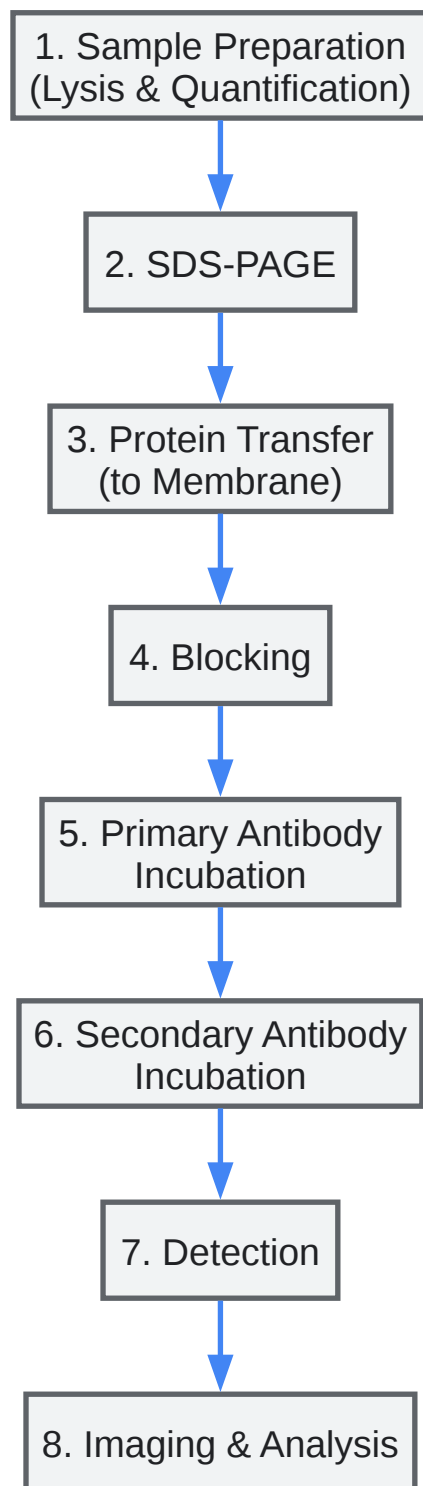 1. Sample Preparation
(Lysis & Quantification)
2. SDS-PAGE
3. Protein Transfer
(to Membrane)
4. Blocking
5. Primary Antibody
Incubation
6. Secondary Antibody
Incubation
7. Detection
8. Imaging & Analysis